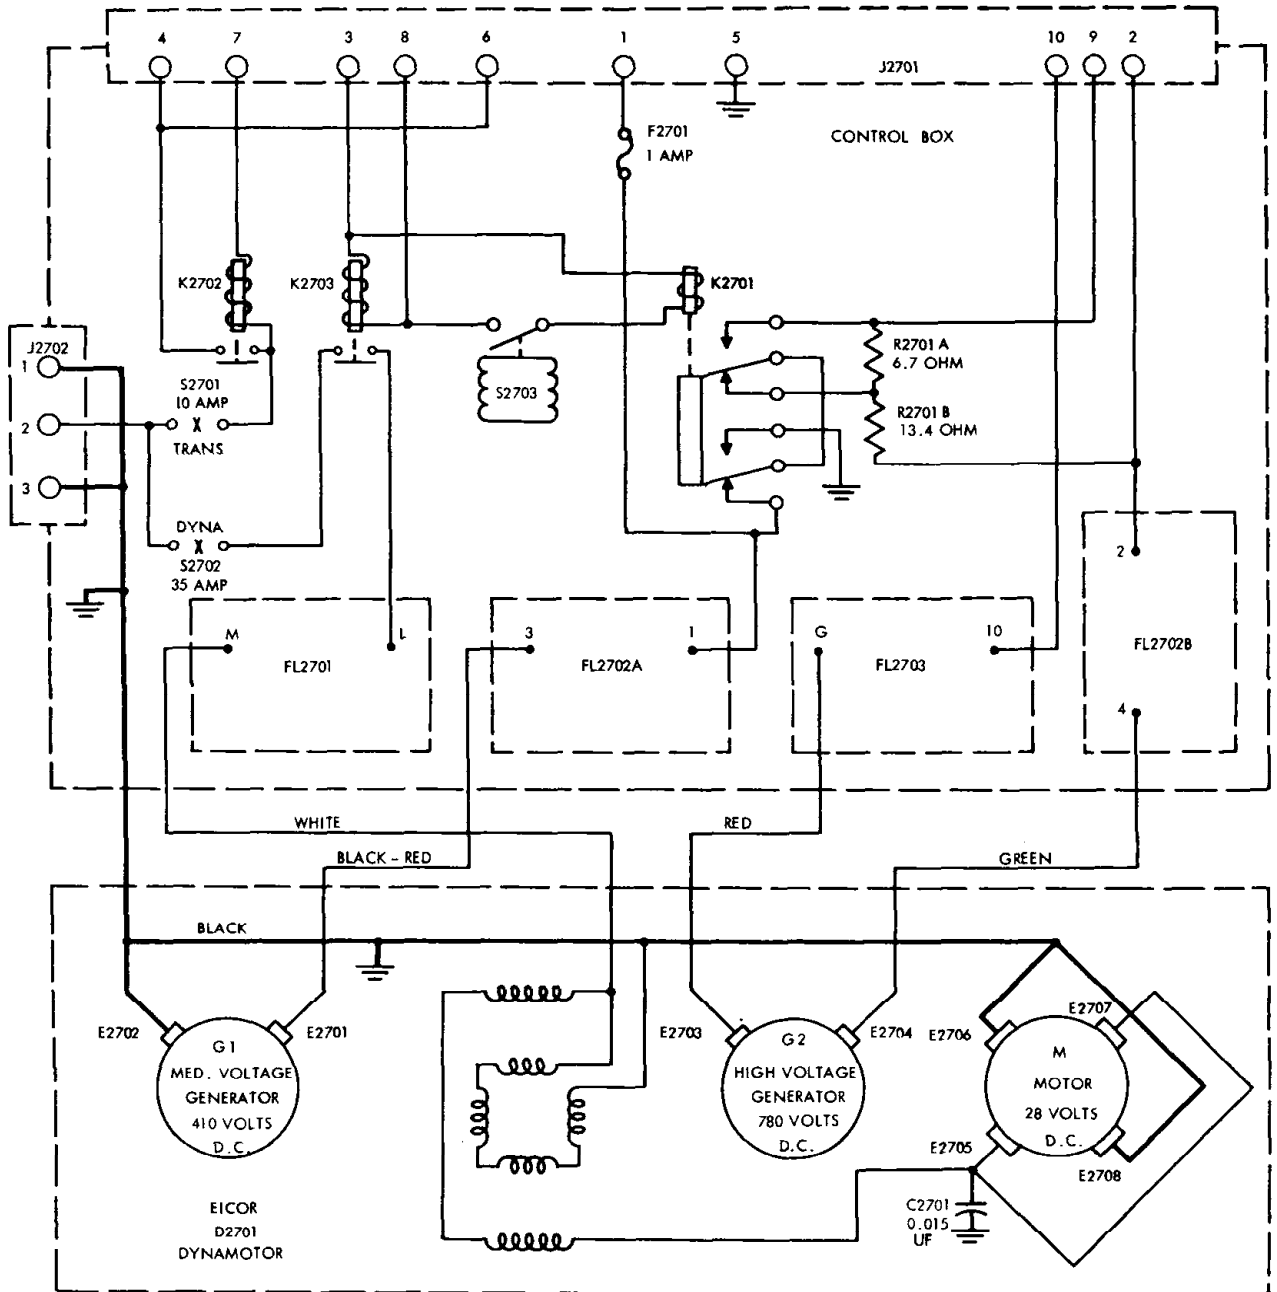 4 7 3 8 6 1 5 10 9 2
J2701
F2701
1 AMP
CONTROL BOX
K2702
K2703
K2701
J2702
1
2
3
S2701
10 AMP
TRANS
S2703
R2701 A
6.7 OHM
R2701 B
13.4 OHM
DYNA
S2702
35 AMP
M
L
FL2701
3
1
FL2702A
G
10
FL2703
2
FL2702B
4
WHITE
RED
BLACK - RED
GREEN
BLACK
E2702
E2701
G1
MED. VOLTAGE
GENERATOR
410 VOLTS
D.C.
E2703
E2704
G2
HIGH VOLTAGE
GENERATOR
780 VOLTS
D.C.
E2706
E2707
M
MOTOR
28 VOLTS
D.C.
E2705
E2708
C2701
0.015
UF
EICOR
D2701
DYNAMOTOR